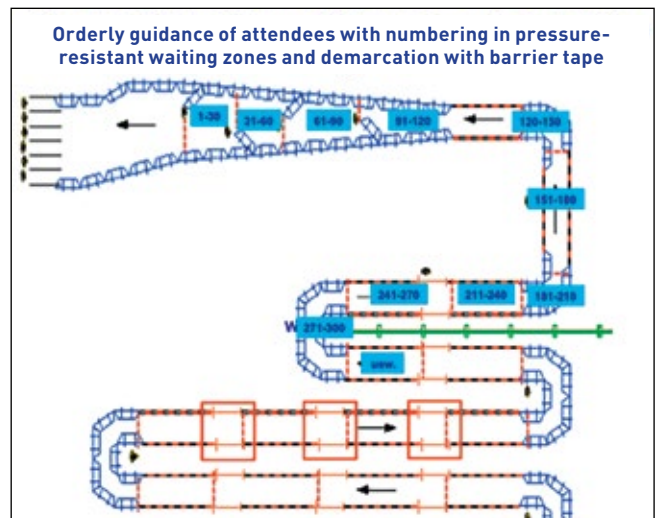 Orderly guidance of attendees with numbering in pressure-
resistant waiting zones and demarcation with barrier tape
1-30
31-60
61-90
91-120
120-150
151-180
241-270
211-240
181-210
W
271-300
usw.